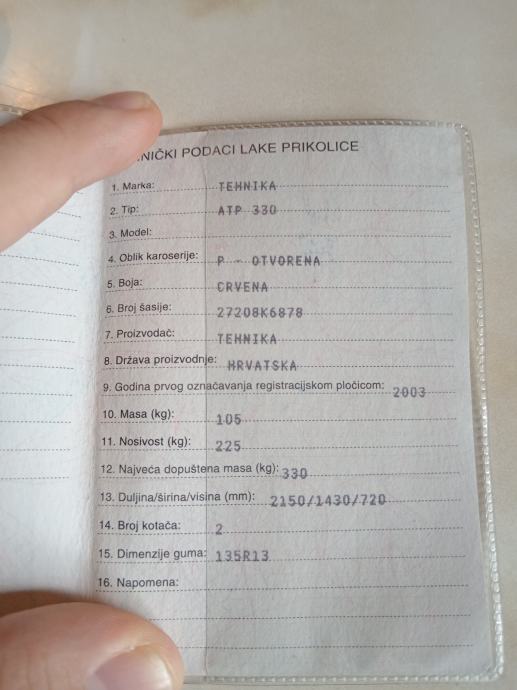 NIČKI PODACI LAKE PRIKOLICE
1. Marka: TEHNIKA
2. Tip: ATP 330
3. Model:
4. Oblik karoserije: P - OTVORENA
5. Boja: CRVENA
6. Broj šasije: 27208K6878
7. Proizvođač: TEHNIKA
8. Država proizvodnje: HRVATSKA
9. Godina prvog označavanja registracijskom pločicom: 2003
10. Masa (kg): 105
11. Nosivost (kg): 225
12. Najveća dopuštena masa (kg): 330
13. Duljina/širina/visina (mm): 2150/1430/720
14. Broj kotača: 2
15. Dimenzije guma: 135R13
16. Napomena: